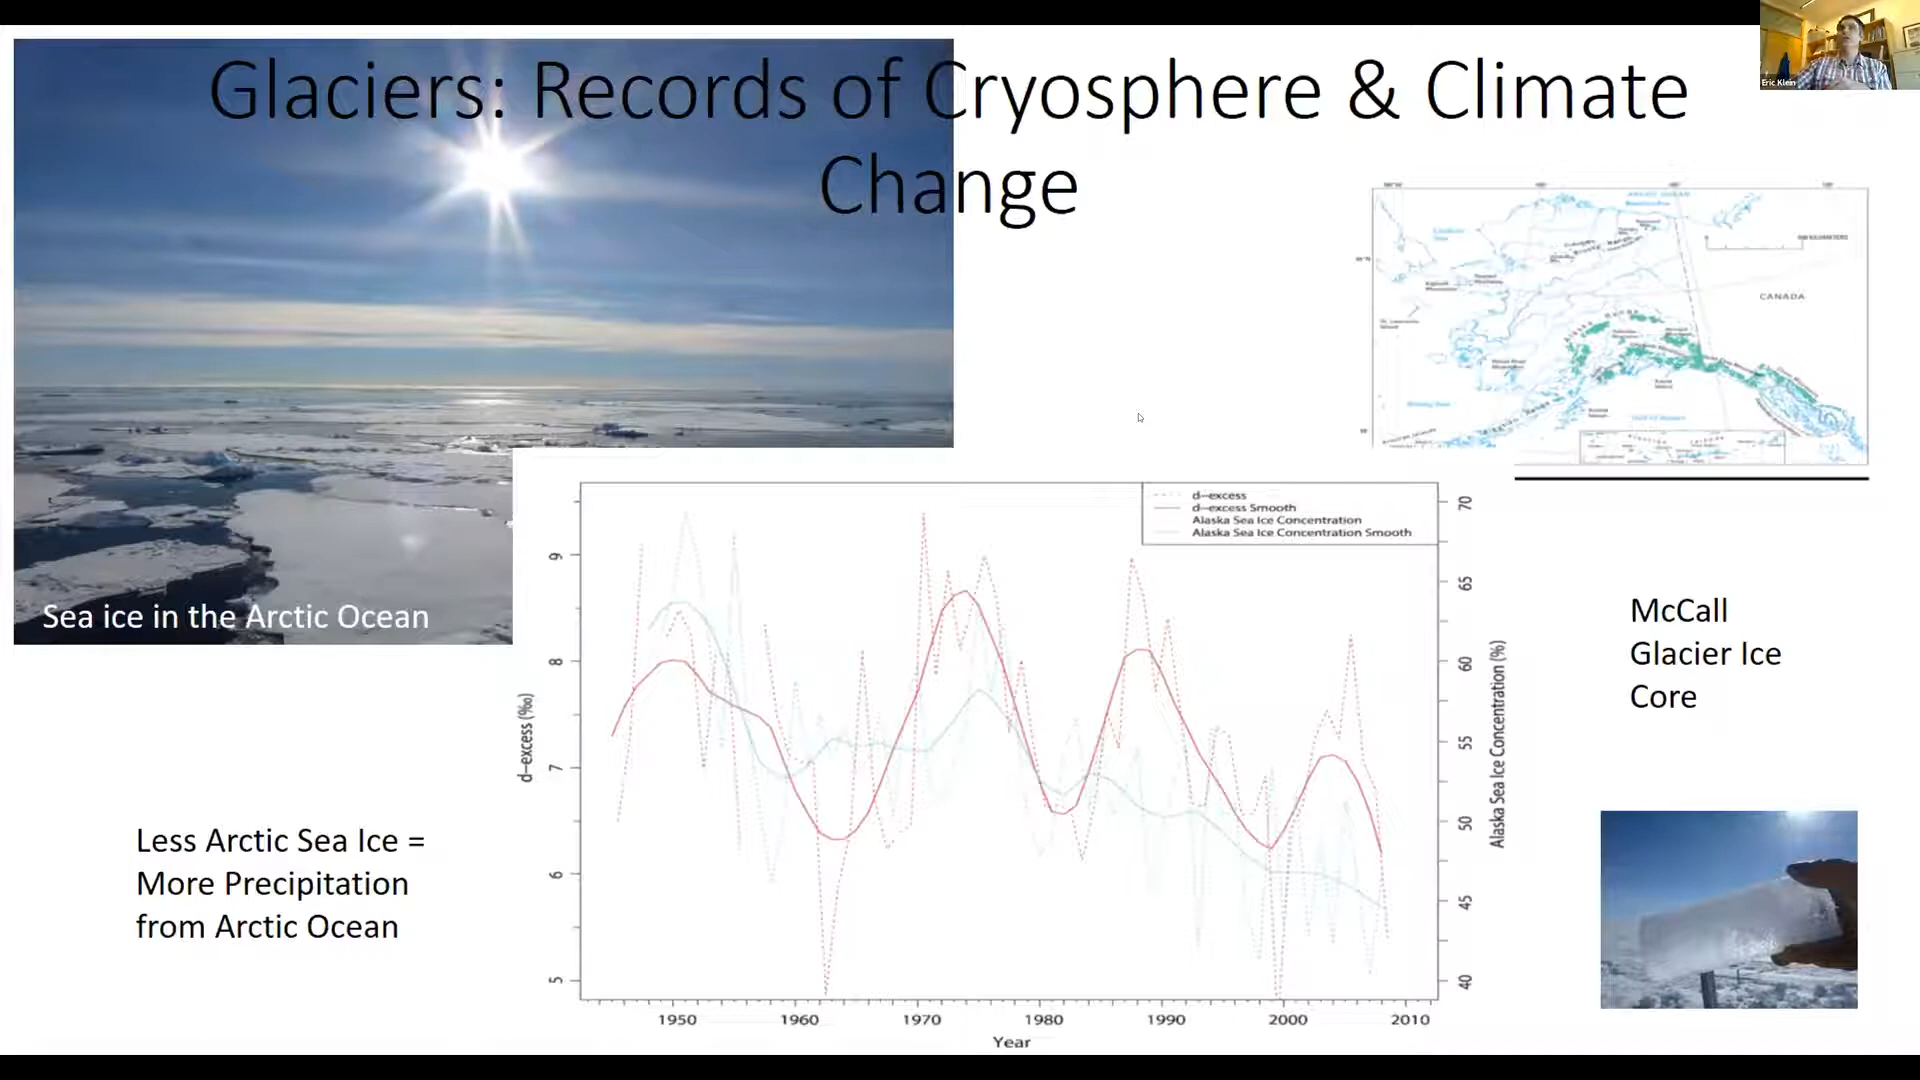 Glaciers: Records of Cryosphere & Climate
Change
Eric Klein
CANADA
Sea ice in the Arctic Ocean
d-excess
d-excess Smooth
Alaska Sea Ice Concentration
Alaska Sea Ice Concentration Smooth
9
8
7
6
5
d-excess (‰)
70
65
60
55
50
45
40
Alaska Sea Ice Concentration (%)
1950 1960 1970 1980 1990 2000 2010
Year
McCall
Glacier Ice
Core
Less Arctic Sea Ice =
More Precipitation
from Arctic Ocean